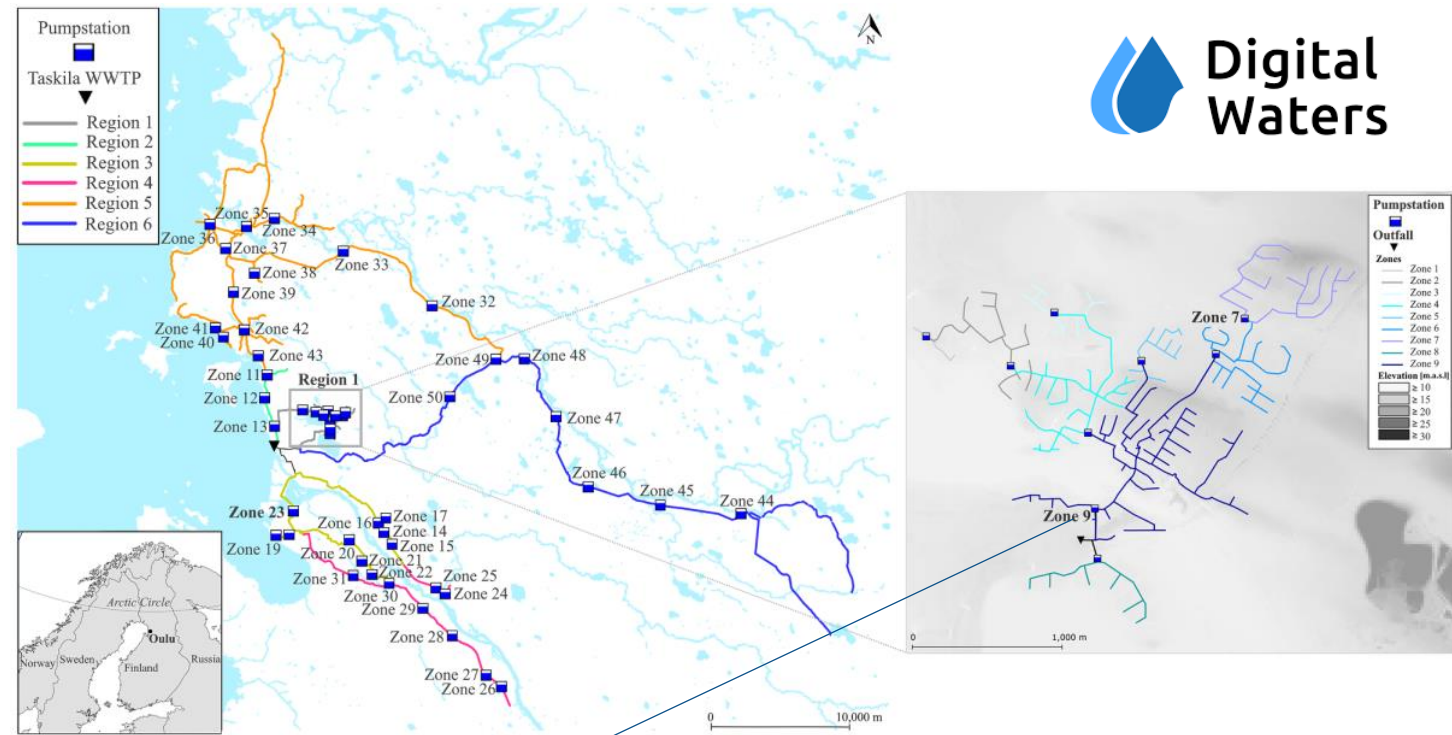 Pumpstation
Taskila WWTP
Region 1
Region 2
Region 3
Region 4
Region 5
Region 6
N
Digital
Waters
Zone 35
Zone 34
Zone 36
Zone 37
Zone 33
Zone 38
Zone 39
Zone 32
Zone 41
Zone 42
Zone 40
Zone 43
Zone 49
Zone 48
Zone 11
Region 1
Zone 12
Zone 50
Zone 13
Zone 47
Zone 46
Zone 45
Zone 44
Zone 23
Zone 17
Zone 16
Zone 14
Zone 19
Zone 20
Zone 15
Zone 21
Zone 22
Zone 31
Zone 25
Zone 30
Zone 24
Zone 29
Zone 28
Zone 27
Zone 26
0
10,000 m
Arctic Circle
Oulu
Norway
Sweden
Finland
Russia
Pumpstation
Outfall
Zones
Zone 1
Zone 2
Zone 3
Zone 4
Zone 5
Zone 6
Zone 7
Zone 8
Zone 9
Elevation [m.a.s.l]
≥ 10
≥ 15
≥ 20
≥ 25
≥ 30
Zone 7
Zone 9
0
1,000 m